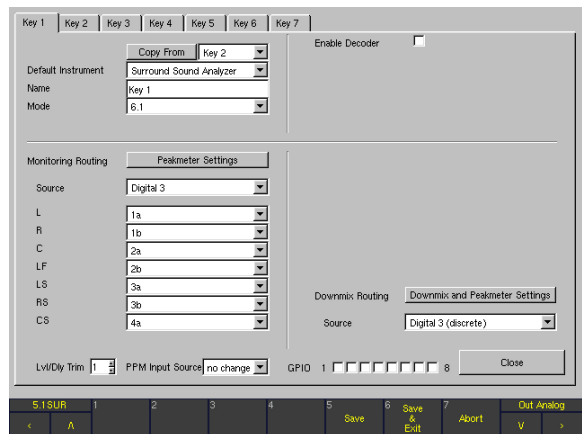 Key 1 Key 2 Key 3 Key 4 Key 5 Key 6 Key 7
Copy From Key 2
Enable Decoder
Default Instrument Surround Sound Analyzer
Name Key 1
Mode 6.1
Monitoring Routing Peakmeter Settings
Source Digital 3
L 1a
R 1b
C 2a
LF 2b
LS 3a
RS 3b
CS 4a
Downmix Routing Downmix and Peakmeter Settings
Source Digital 3 (discrete)
Lvl/Dly Trim 1 PPM Input Source no change GPIO 1 8 Close
5.1SUR 1 2 3 4 5 6 7 Out Analog
< Λ Save Save & Exit Abort V >